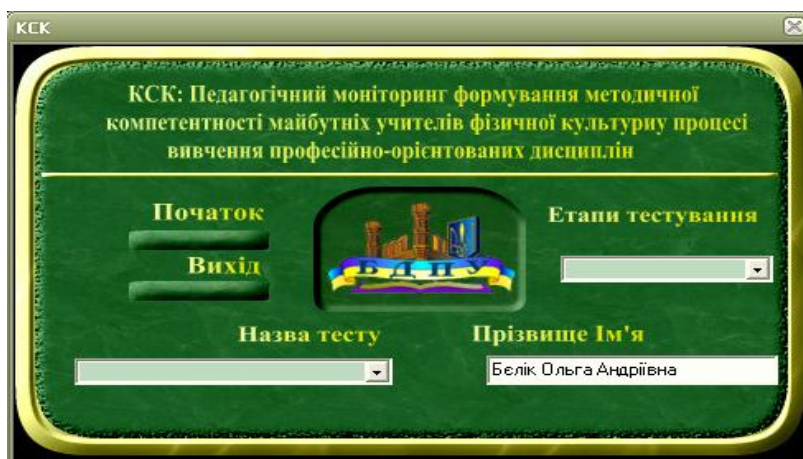 КСК
КСК: Педагогічний моніторинг формування методичної
компетентності майбутніх учителів фізичної культуриу процесі
вивчення професійно-орієнтованих дисциплін
Початок
Вихід
БДПУ
Етапи тестування
Назва тесту
Прізвище Ім'я
Бєлік Ольга Андріївна